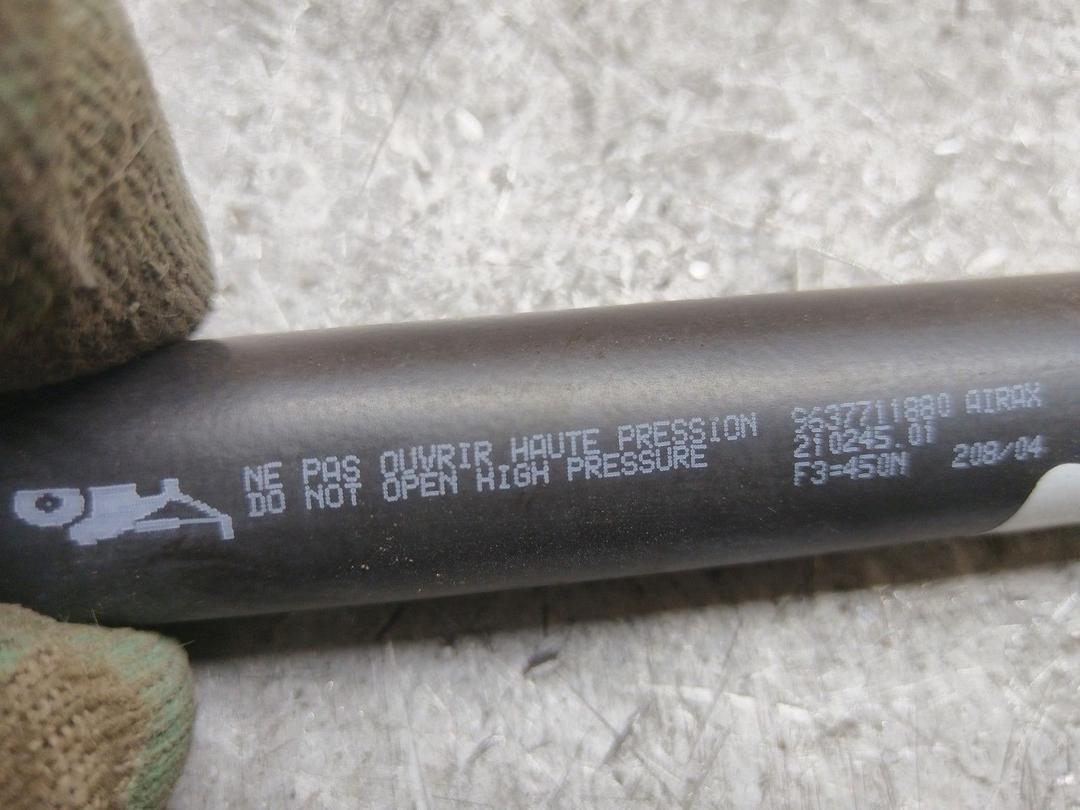 NE PAS OUVRIR HAUTE PRESSION
DO NOT OPEN HIGH PRESSURE
9637711880 AIRAX
210245.01
F3=450N 208/04